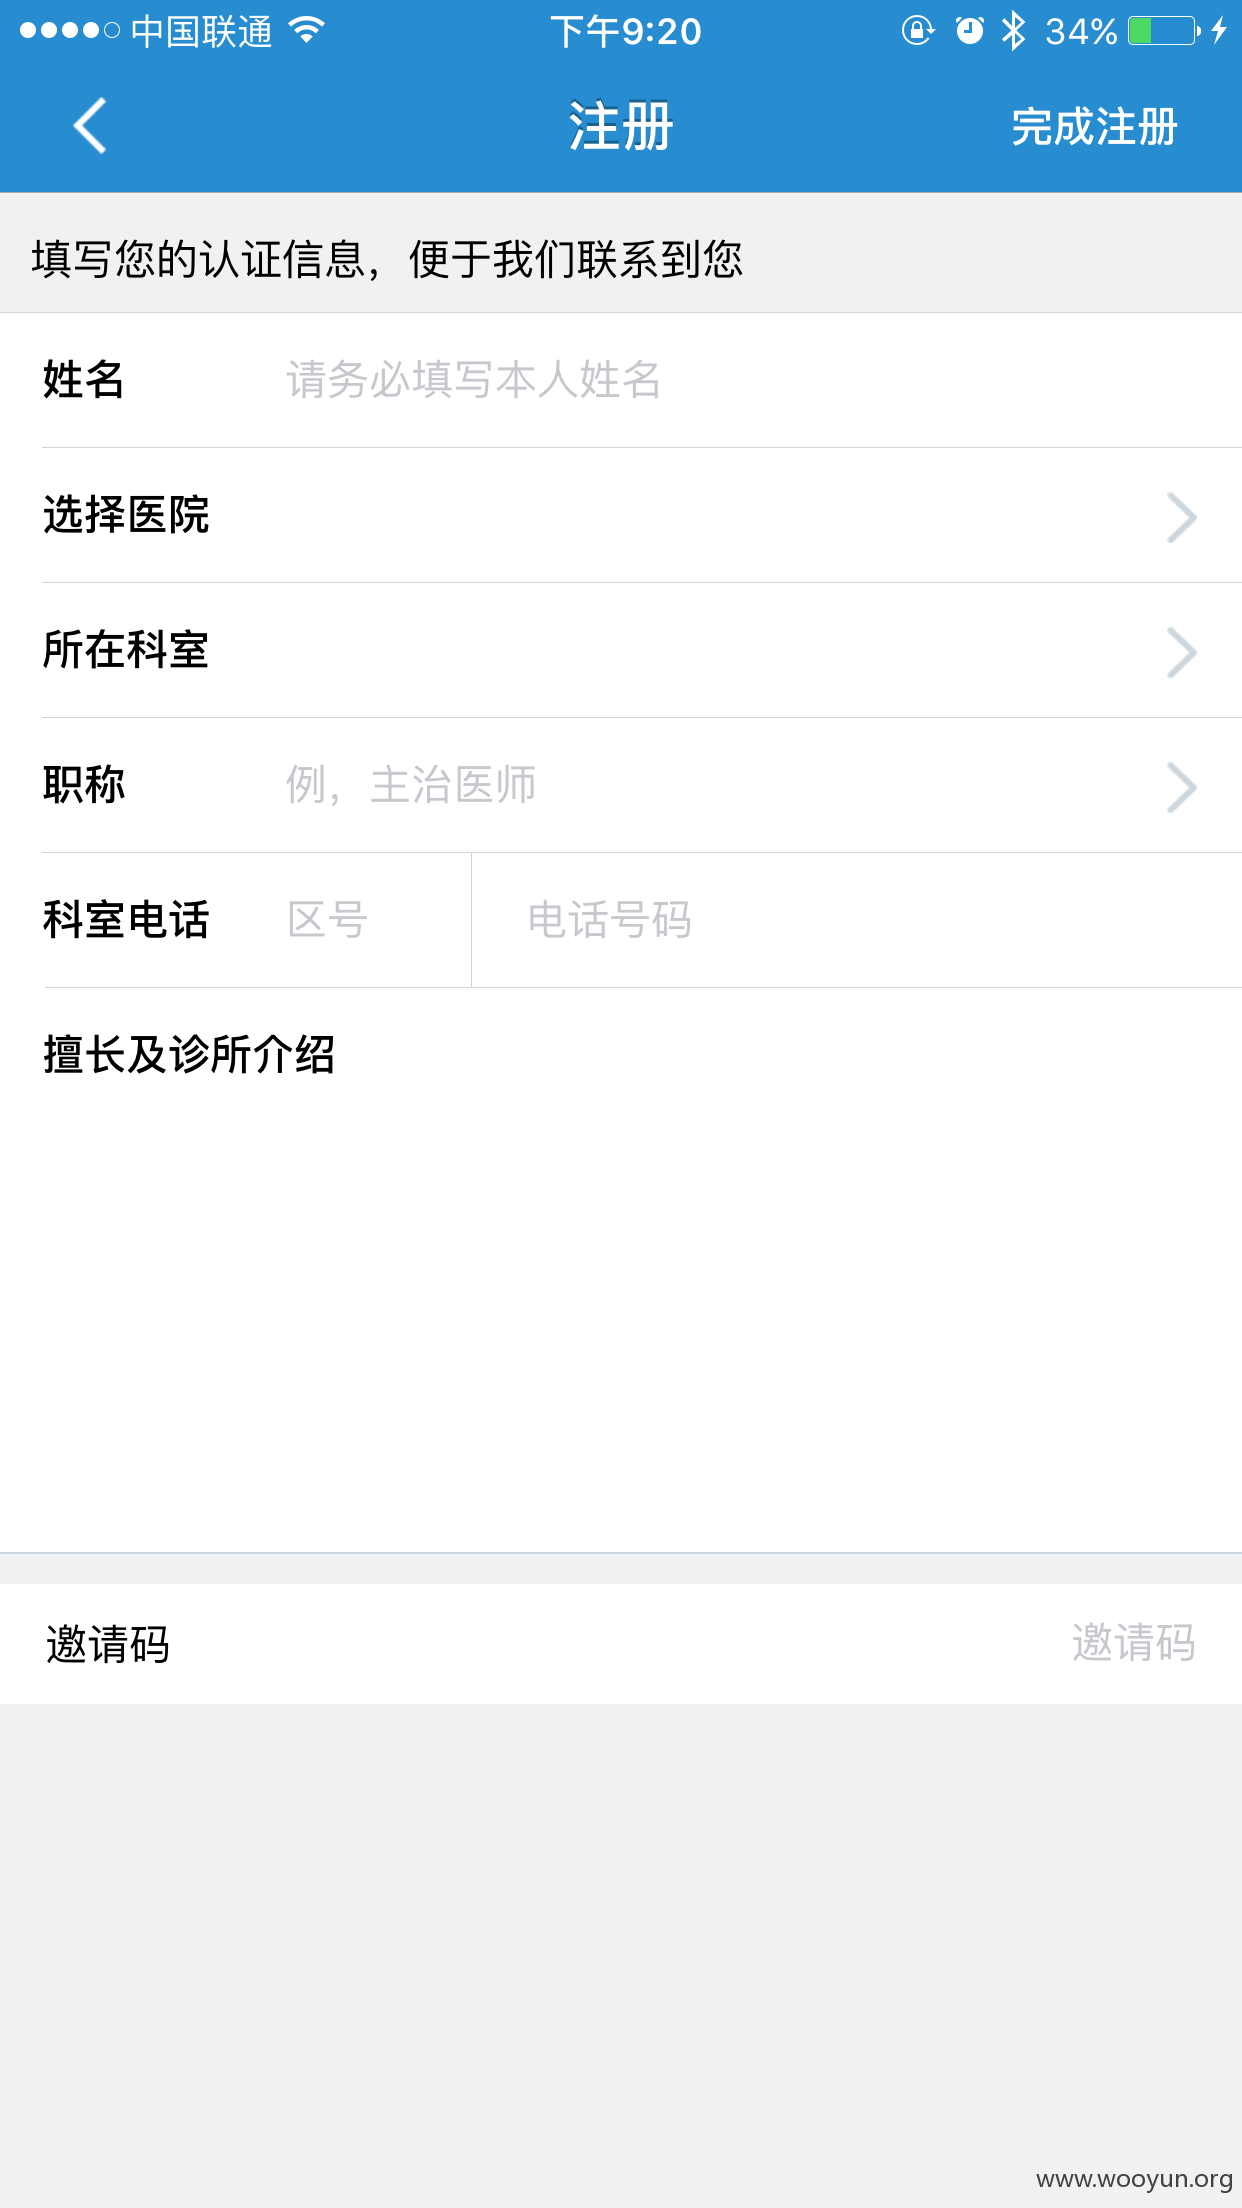 中国联通 下午9:20 34%
注册 完成注册
填写您的认证信息，便于我们联系到您
姓名 请务必填写本人姓名
选择医院
所在科室
职称 例，主治医师
科室电话 区号 电话号码
擅长及诊所介绍
邀请码 邀请码
www.wooyun.org